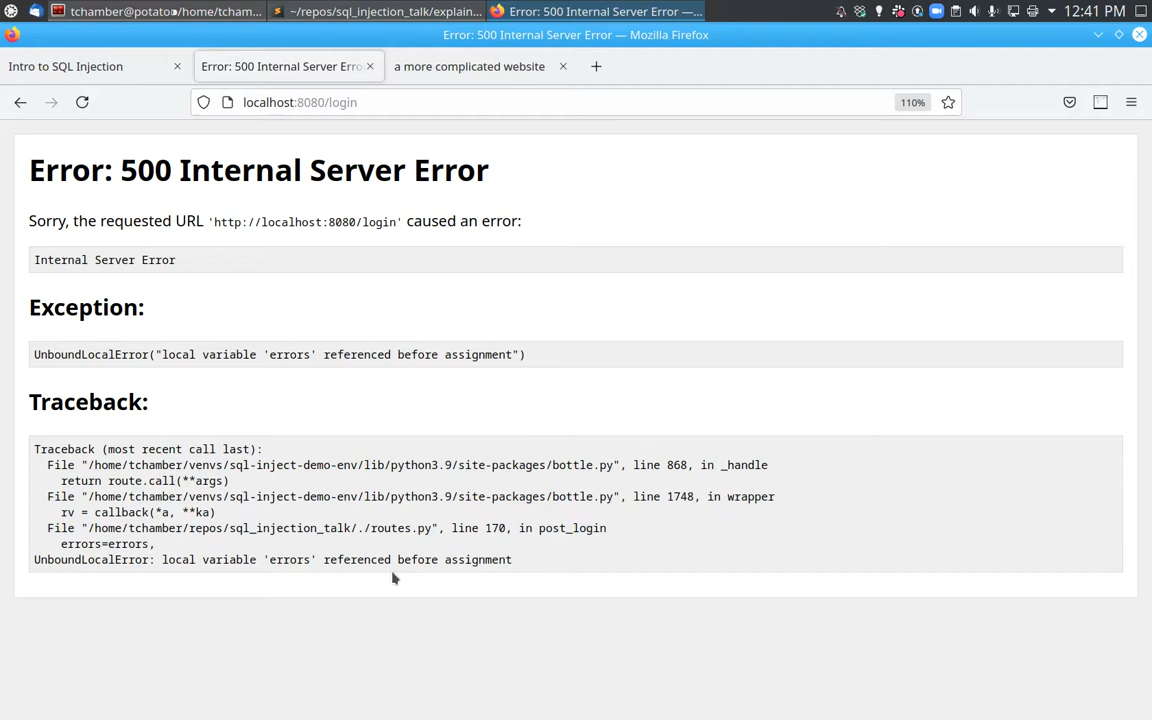 tchamber@potato:/home/tcham...
~/repos/sql_injection_talk/explain...
Error: 500 Internal Server Error —...
12:41 PM
Error: 500 Internal Server Error — Mozilla Firefox
Intro to SQL Injection
Error: 500 Internal Server Erro
a more complicated website
localhost:8080/login
110%
Error: 500 Internal Server Error
Sorry, the requested URL 'http://localhost:8080/login' caused an error:
Internal Server Error
Exception:
UnboundLocalError("local variable 'errors' referenced before assignment")
Traceback:
Traceback (most recent call last):
File "/home/tchamber/venvs/sql-inject-demo-env/lib/python3.9/site-packages/bottle.py", line 868, in _handle
return route.call(**args)
File "/home/tchamber/venvs/sql-inject-demo-env/lib/python3.9/site-packages/bottle.py", line 1748, in wrapper
rv = callback(*a, **ka)
File "/home/tchamber/repos/sql_injection_talk/./routes.py", line 170, in post_login
errors=errors,
UnboundLocalError: local variable 'errors' referenced before assignment